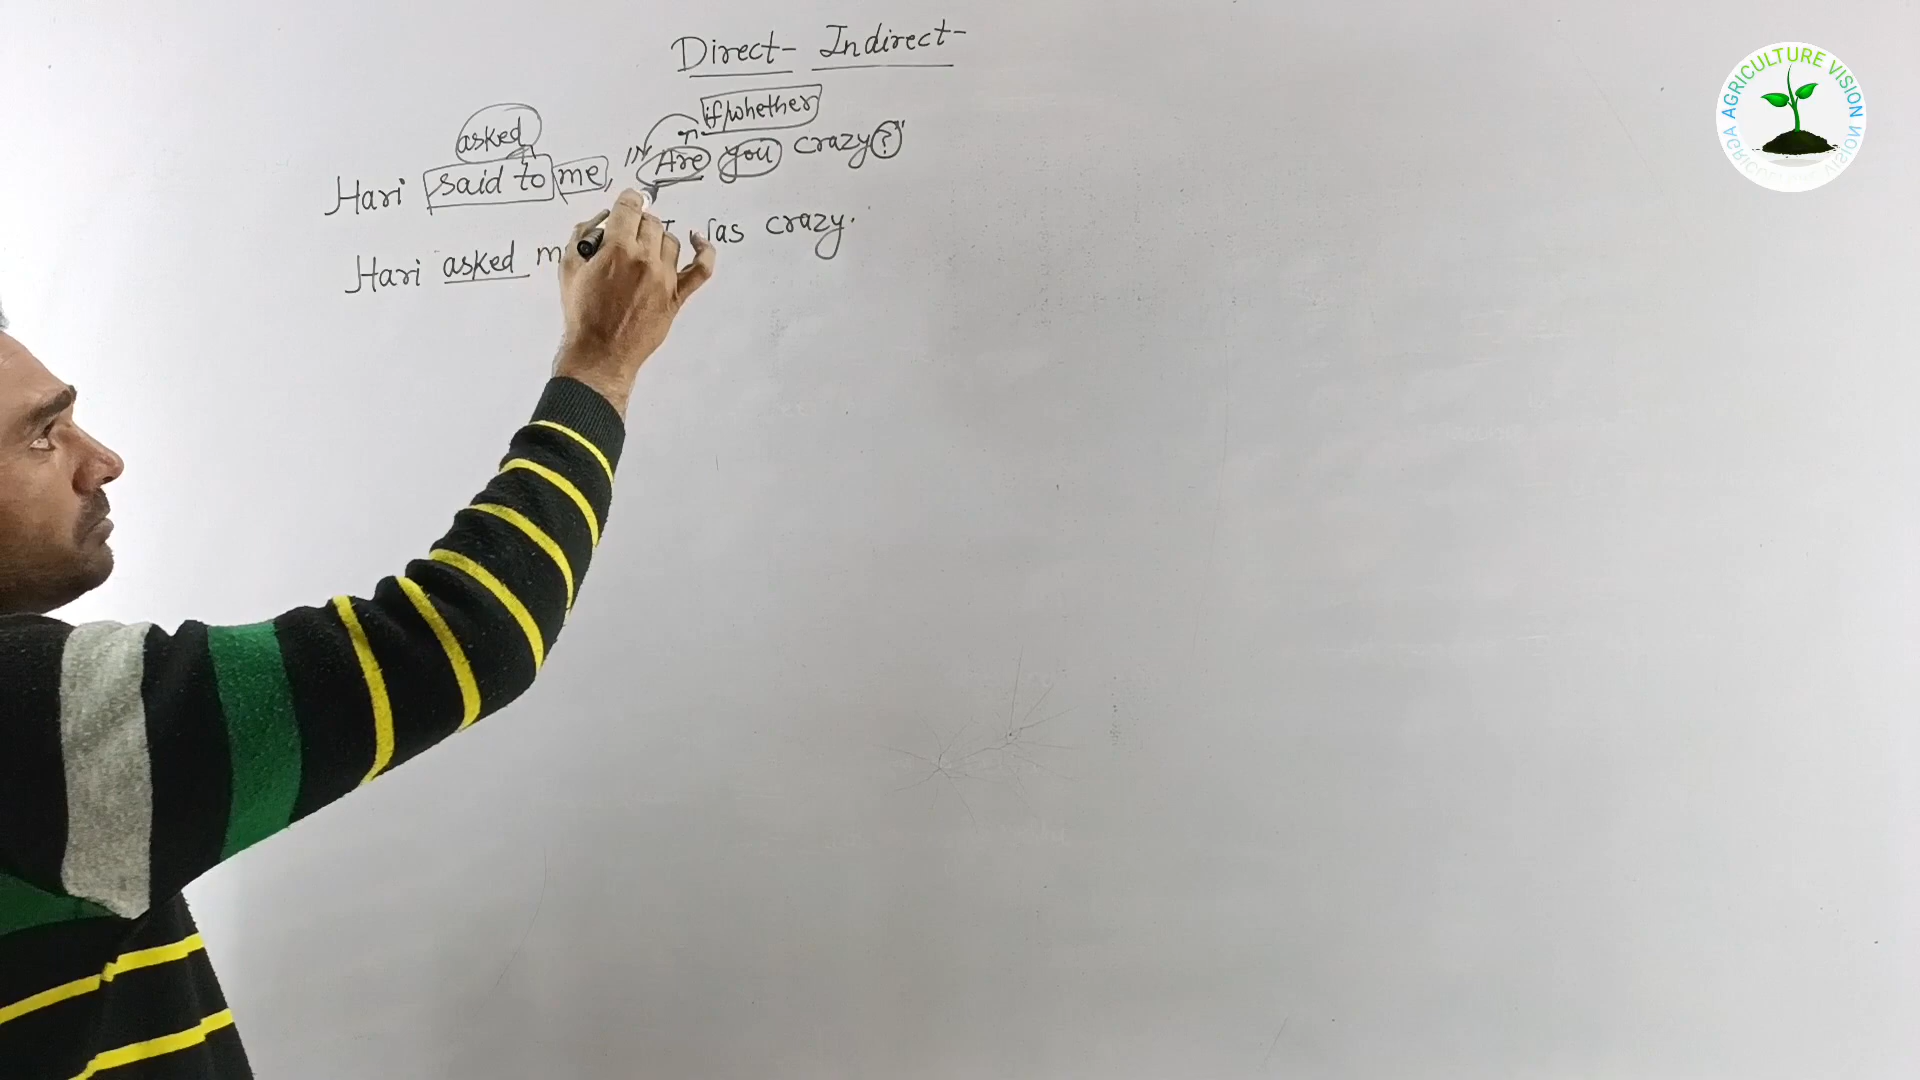 Direct- Indirect-
if/whether
asked
Hari said to me, "Are you crazy?"
Hari asked I was crazy.
AGRICULTURE VISION